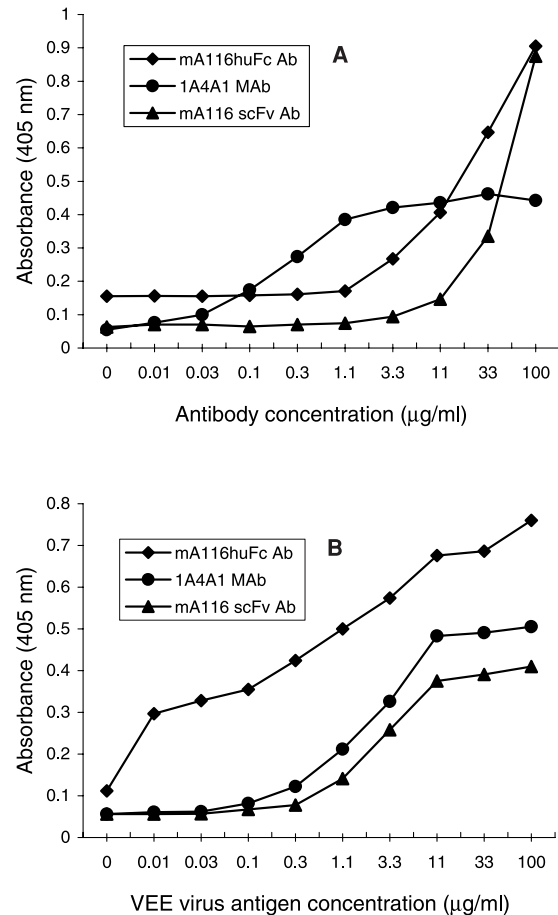 A
mA116huFc Ab
1A4A1 MAb
mA116 scFv Ab
1
0.9
0.8
0.7
0.6
0.5
0.4
0.3
0.2
0.1
0
Absorbance (405 nm)
0 0.01 0.03 0.1 0.3 1.1 3.3 11 33 100
Antibody concentration (μg/ml)
B
mA116huFc Ab
1A4A1 MAb
mA116 scFv Ab
0.8
0.7
0.6
0.5
0.4
0.3
0.2
0.1
0
Absorbance (405 nm)
0 0.01 0.03 0.1 0.3 1.1 3.3 11 33 100
VEE virus antigen concentration (μg/ml)